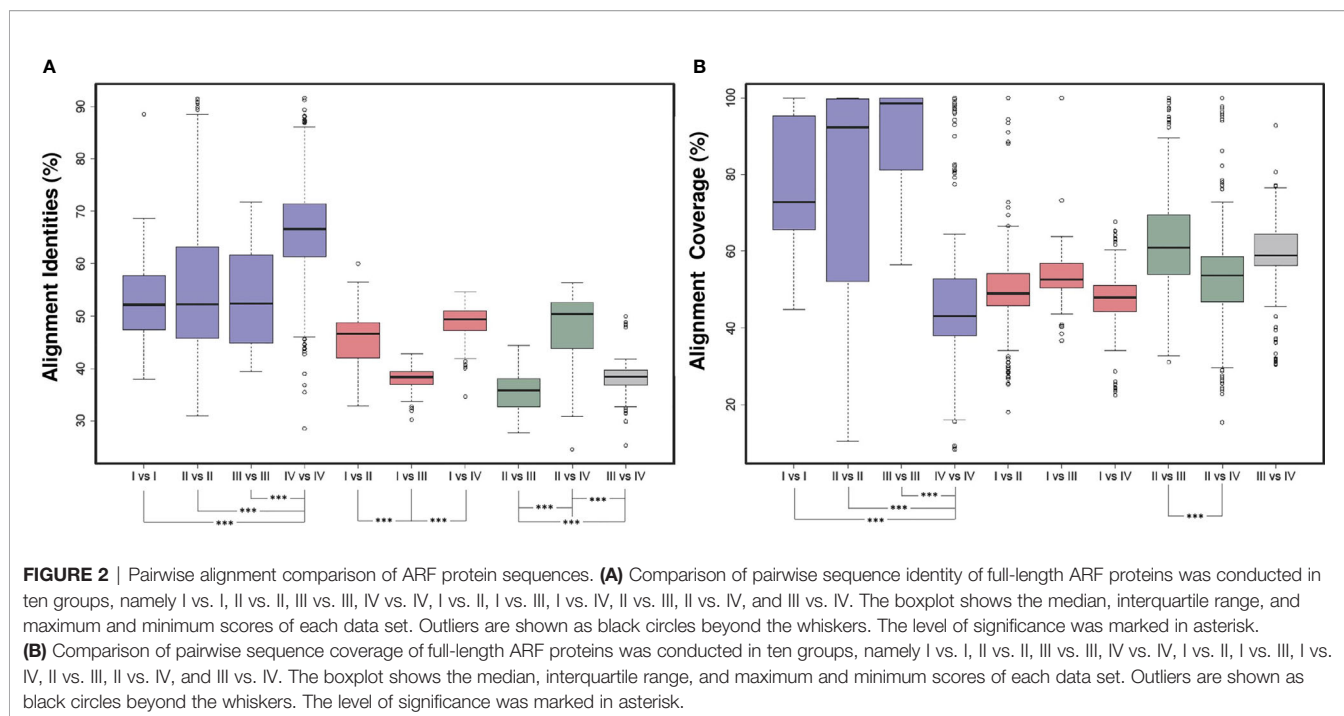 A
Alignment Identities (%)
90
80
70
60
50
40
30
I vs I
II vs II
III vs III
IV vs IV
I vs II
I vs III
I vs IV
II vs III
II vs IV
III vs IV
***
***
***
***
***
***
***
***
B
Alignment Coverage (%)
100
80
60
40
20
I vs I
II vs II
III vs III
IV vs IV
I vs II
I vs III
I vs IV
II vs III
II vs IV
III vs IV
***
***
***
***
FIGURE 2 | Pairwise alignment comparison of ARF protein sequences. (A) Comparison of pairwise sequence identity of full-length ARF proteins was conducted in
ten groups, namely I vs. I, II vs. II, III vs. III, IV vs. IV, I vs. II, I vs. III, I vs. IV, II vs. III, II vs. IV, and III vs. IV. The boxplot shows the median, interquartile range, and
maximum and minimum scores of each data set. Outliers are shown as black circles beyond the whiskers. The level of significance was marked in asterisk.
(B) Comparison of pairwise sequence coverage of full-length ARF proteins was conducted in ten groups, namely I vs. I, II vs. II, III vs. III, IV vs. IV, I vs. II, I vs. III, I vs.
IV, II vs. III, II vs. IV, and III vs. IV. The boxplot shows the median, interquartile range, and maximum and minimum scores of each data set. Outliers are shown as
black circles beyond the whiskers. The level of significance was marked in asterisk.